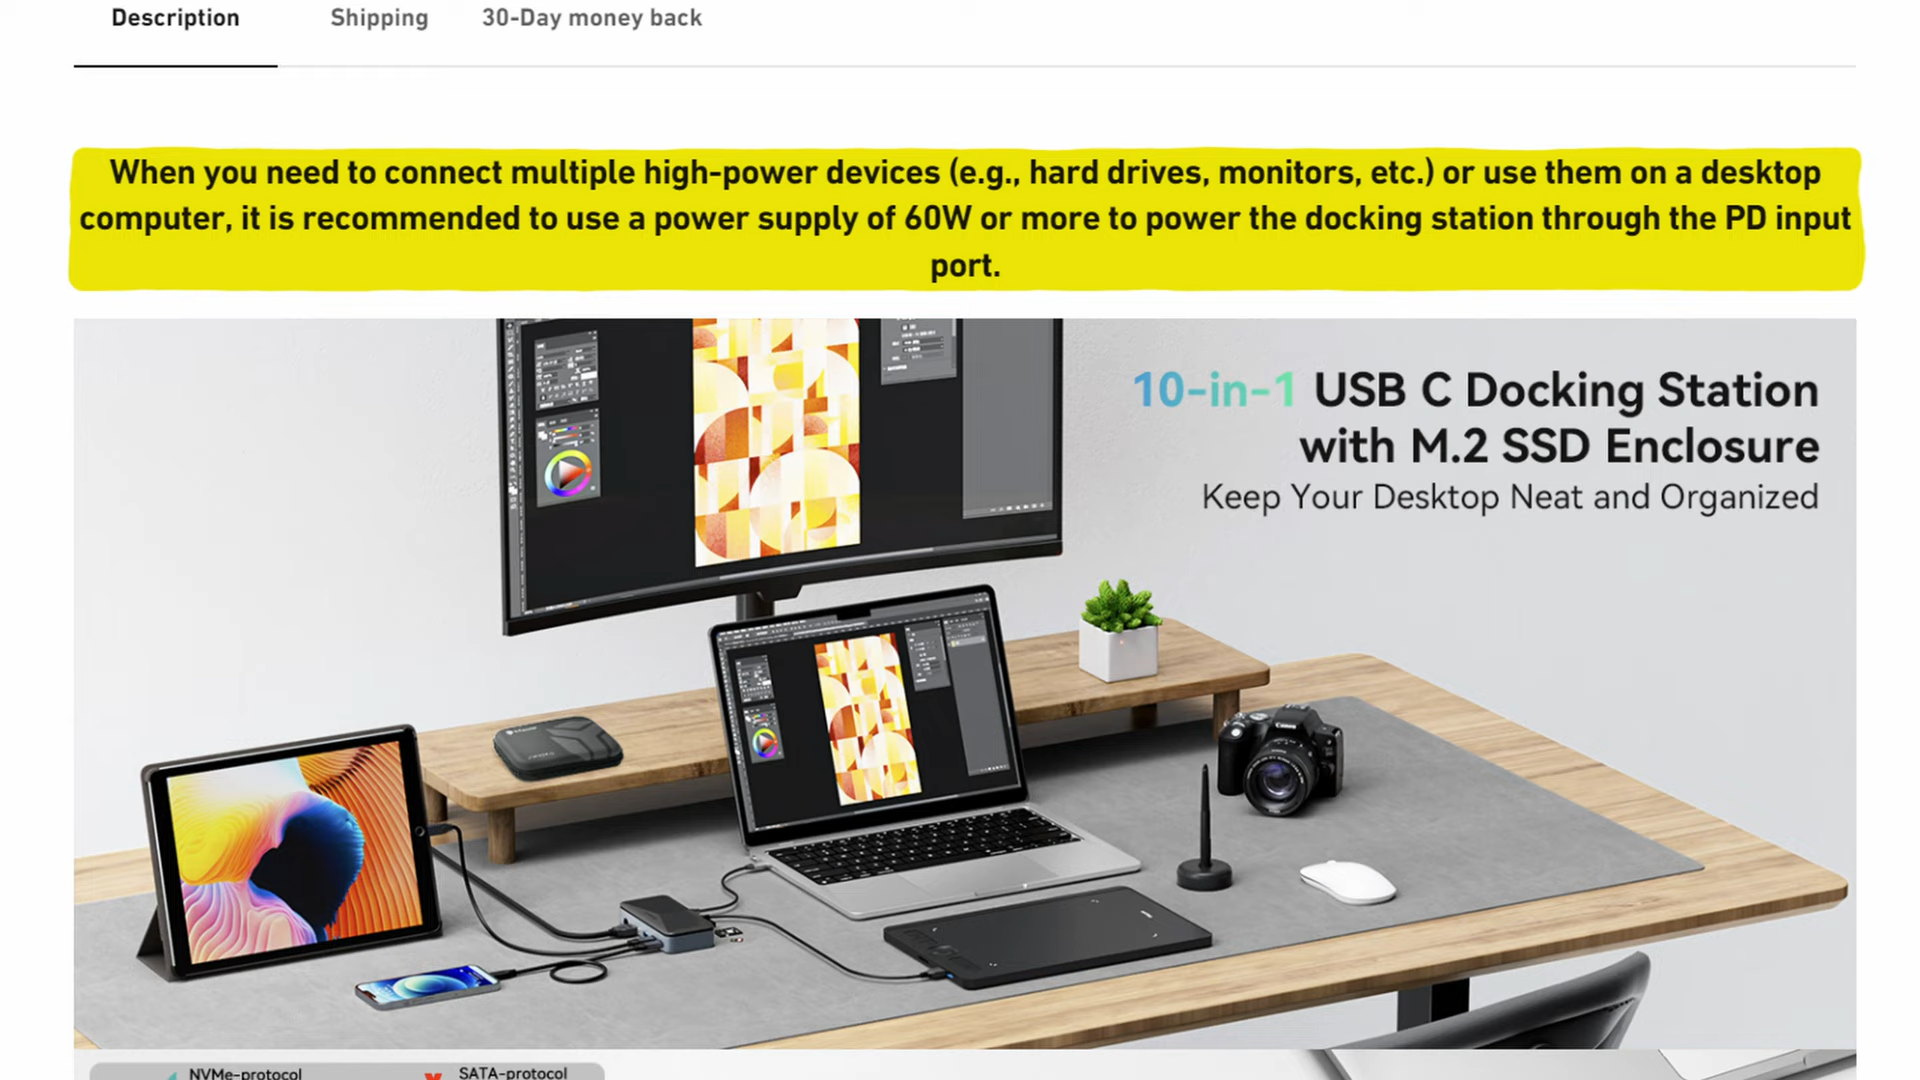 Description Shipping 30-Day money back
When you need to connect multiple high-power devices (e.g., hard drives, monitors, etc.) or use them on a desktop
computer, it is recommended to use a power supply of 60W or more to power the docking station through the PD input
port.
10-in-1 USB C Docking Station
with M.2 SSD Enclosure
Keep Your Desktop Neat and Organized
Canon
NVMe-protocol SATA-protocol